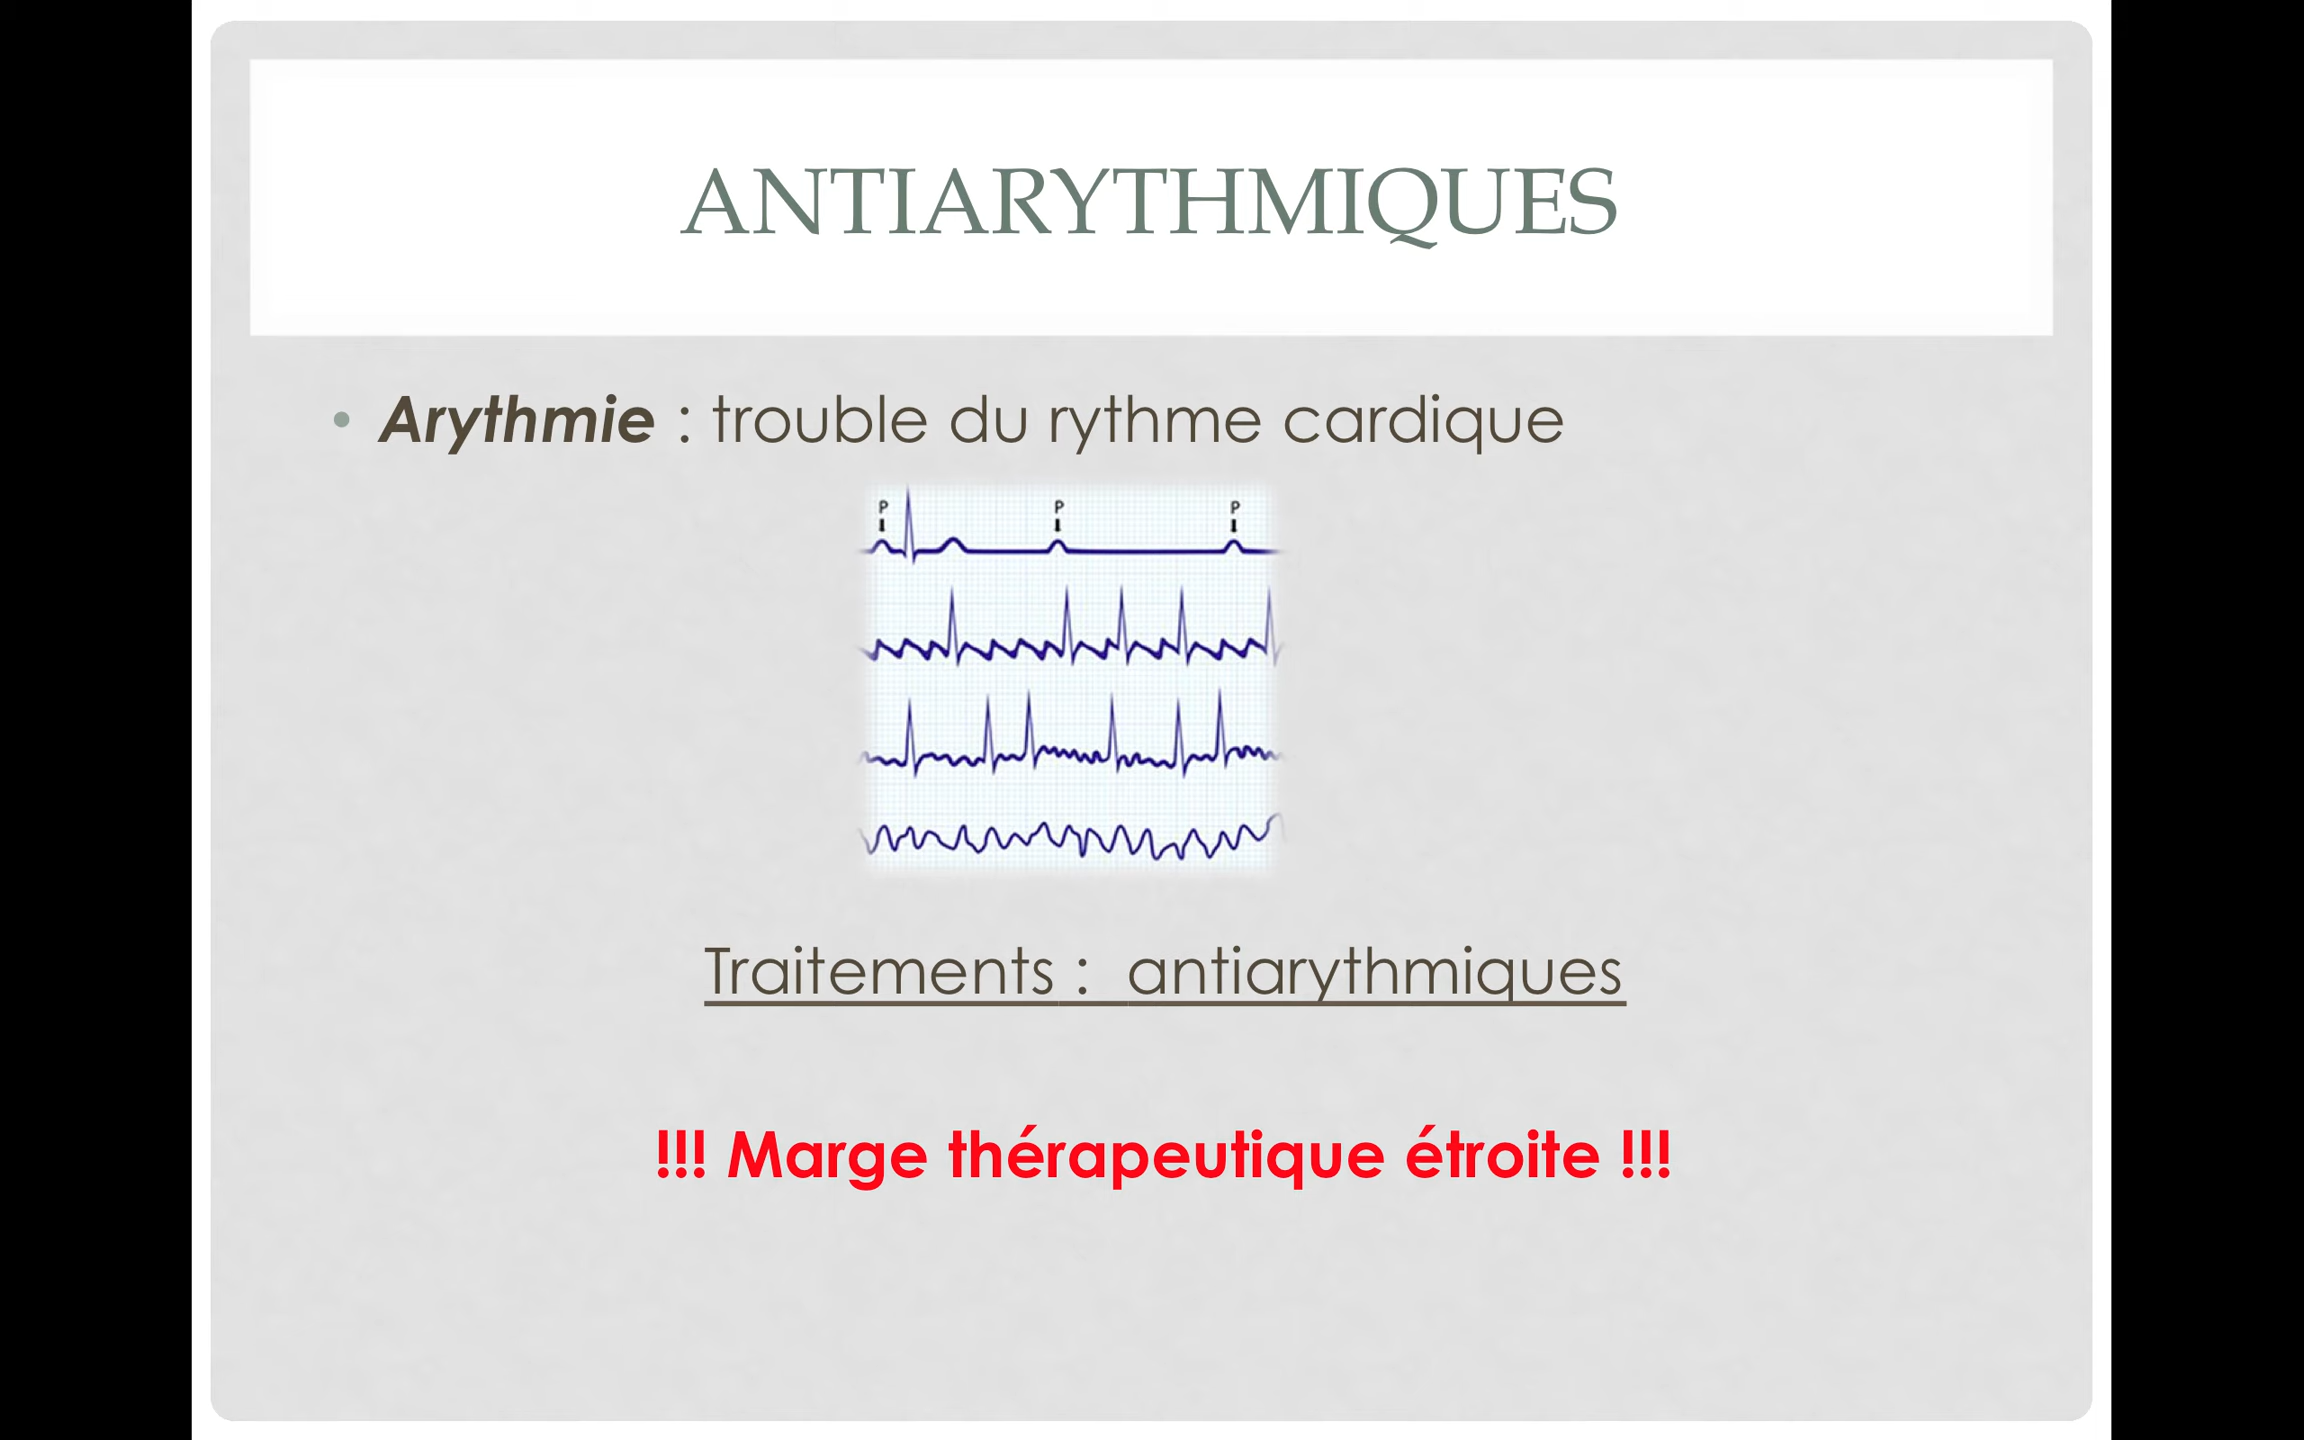 ANTIARYTHMIQUES
• Arythmie : trouble du rythme cardique
P P P
Traitements : antiarythmiques
!!! Marge thérapeutique étroite !!!